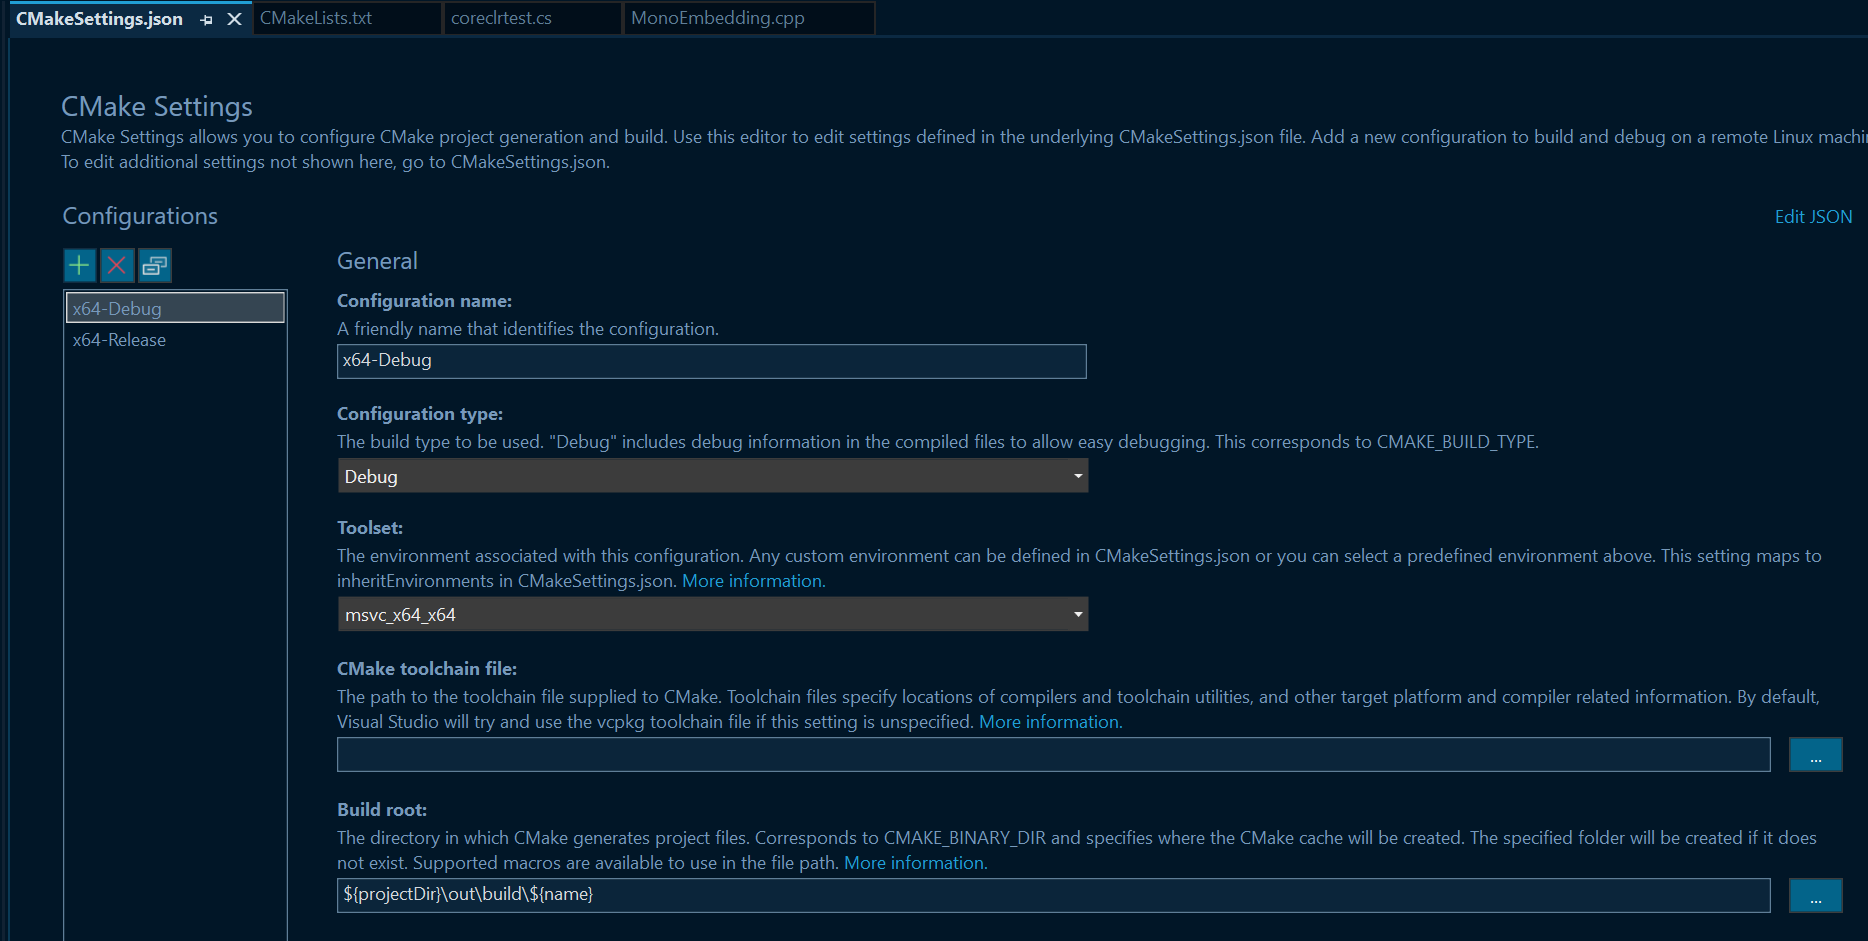 CMakeSettings.json
CMakeLists.txt
coreclrtest.cs
MonoEmbedding.cpp
CMake Settings
CMake Settings allows you to configure CMake project generation and build. Use this editor to edit settings defined in the underlying CMakeSettings.json file. Add a new configuration to build and debug on a remote Linux
To edit additional settings not shown here, go to CMakeSettings.json.
Configurations
Edit JSON
x64-Debug
x64-Release
General
Configuration name:
A friendly name that identifies the configuration.
x64-Debug
Configuration type:
The build type to be used. "Debug" includes debug information in the compiled files to allow easy debugging. This corresponds to CMAKE_BUILD_TYPE.
Debug
Toolset:
The environment associated with this configuration. Any custom environment can be defined in CMakeSettings.json or you can select a predefined environment above. This setting maps to
inheritEnvironments in CMakeSettings.json. More information.
msvc_x64_x64
CMake toolchain file:
The path to the toolchain file supplied to CMake. Toolchain files specify locations of compilers and toolchain utilities, and other target platform and compiler related information. By default,
Visual Studio will try and use the vcpkg toolchain file if this setting is unspecified. More information.
...
Build root:
The directory in which CMake generates project files. Corresponds to CMAKE_BINARY_DIR and specifies where the CMake cache will be created. The specified folder will be created if it does
not exist. Supported macros are available to use in the file path. More information.
${projectDir}\out\build\${name}
...